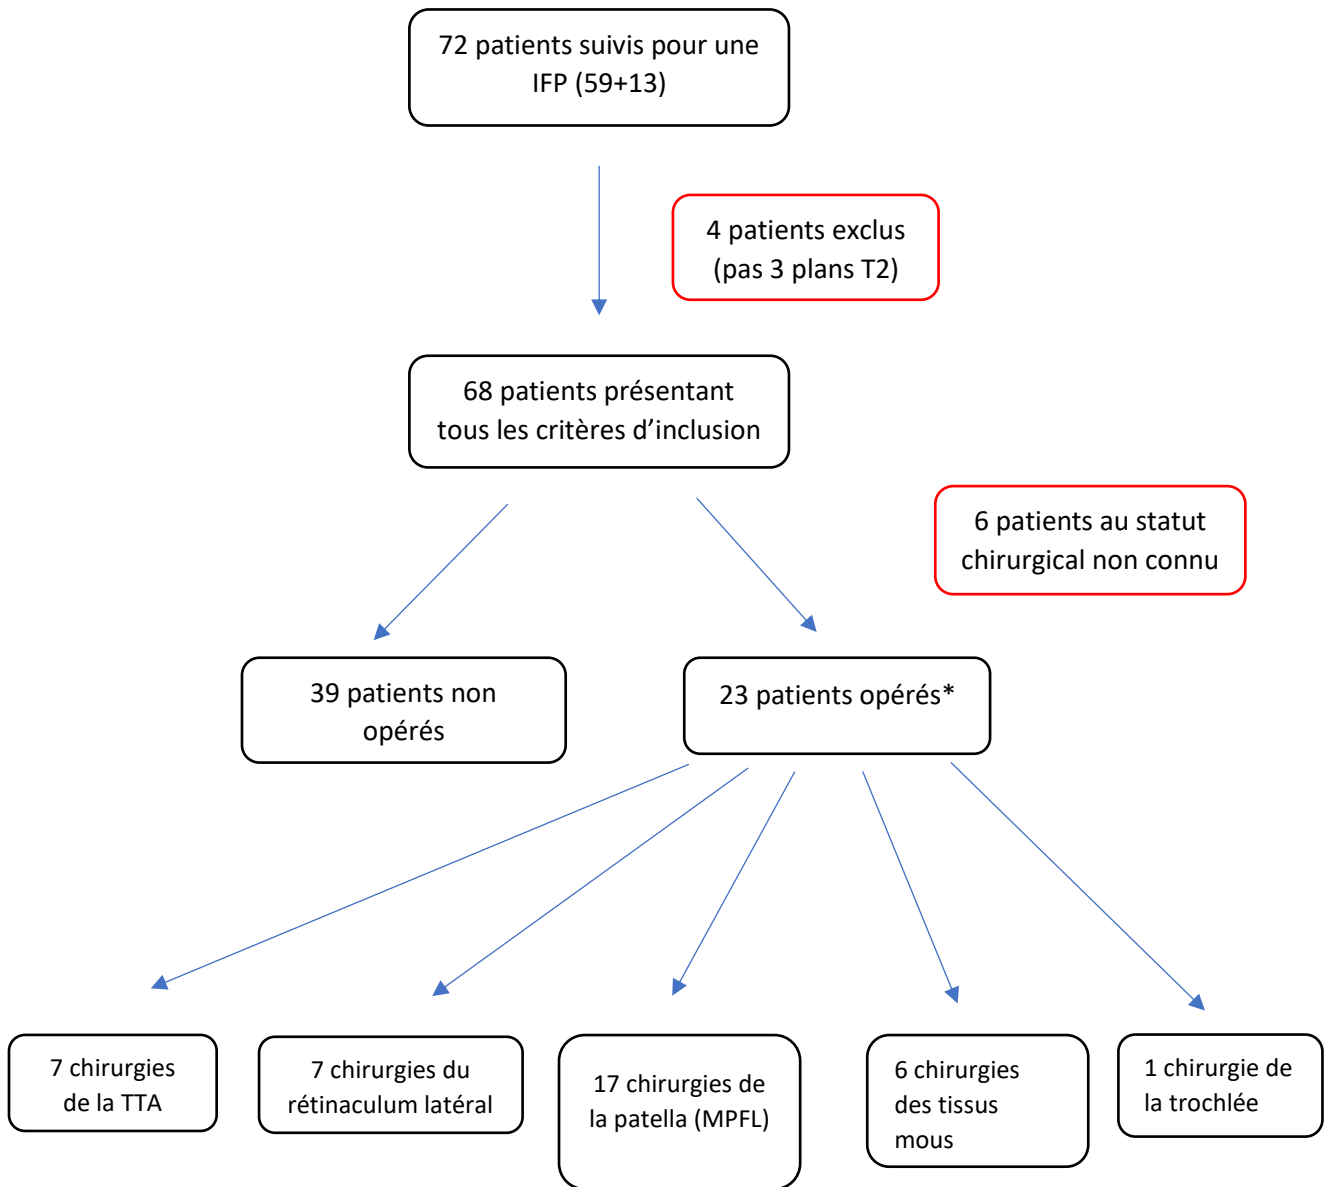 72 patients suivis pour une
IFP (59+13)
4 patients exclus
(pas 3 plans T2)
68 patients présentant
tous les critères d’inclusion
6 patients au statut
chirurgical non connu
39 patients non
opérés
23 patients opérés*
7 chirurgies
de la TTA
7 chirurgies du
rétinaculum latéral
17 chirurgies de
la patella (MPFL)
6 chirurgies
des tissus
mous
1 chirurgie de
la trochlée